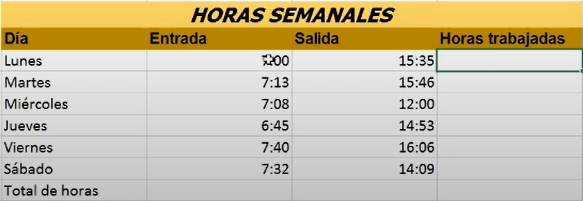 HORAS SEMANALES
Día Entrada Salida Horas trabajadas
Lunes 7:00 15:35
Martes 7:13 15:46
Miércoles 7:08 12:00
Jueves 6:45 14:53
Viernes 7:40 16:06
Sábado 7:32 14:09
Total de horas